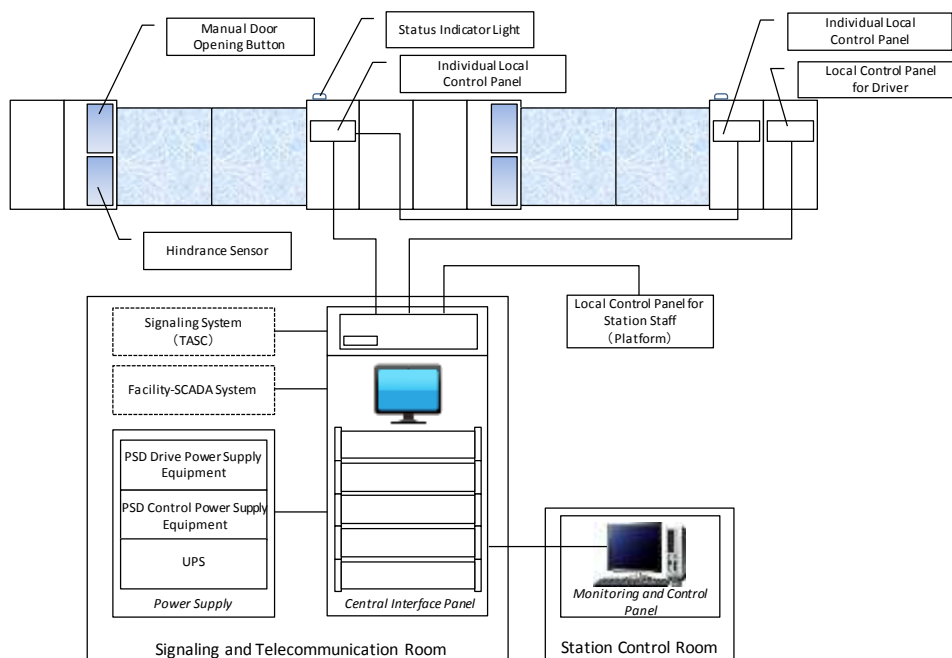 Manual Door
Opening Button
Status Indicator Light
Individual Local
Control Panel
Individual Local
Control Panel
Local Control Panel
for Driver
Hindrance Sensor
Signaling System
（TASC）
Local Control Panel for
Station Staff
（Platform）
Facility-SCADA System
PSD Drive Power Supply
Equipment
PSD Control Power Supply
Equipment
UPS
Power Supply
Central Interface Panel
Monitoring and Control
Panel
Signaling and Telecommunication Room
Station Control Room